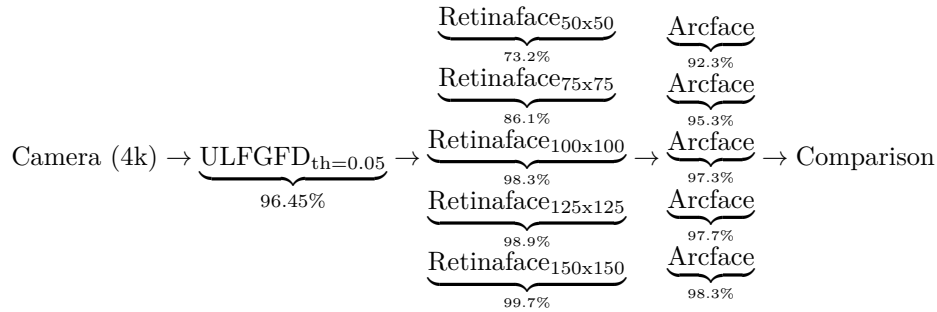 Retinaface50x50 Arcface
73.2% 92.3%
Retinaface75x75 Arcface
86.1% 95.3%
Camera (4k) → ULFGFDth=0.05 → Retinaface100x100 → Arcface → Comparison
96.45% 98.3% 97.3%
Retinaface125x125 Arcface
98.9% 97.7%
Retinaface150x150 Arcface
99.7% 98.3%